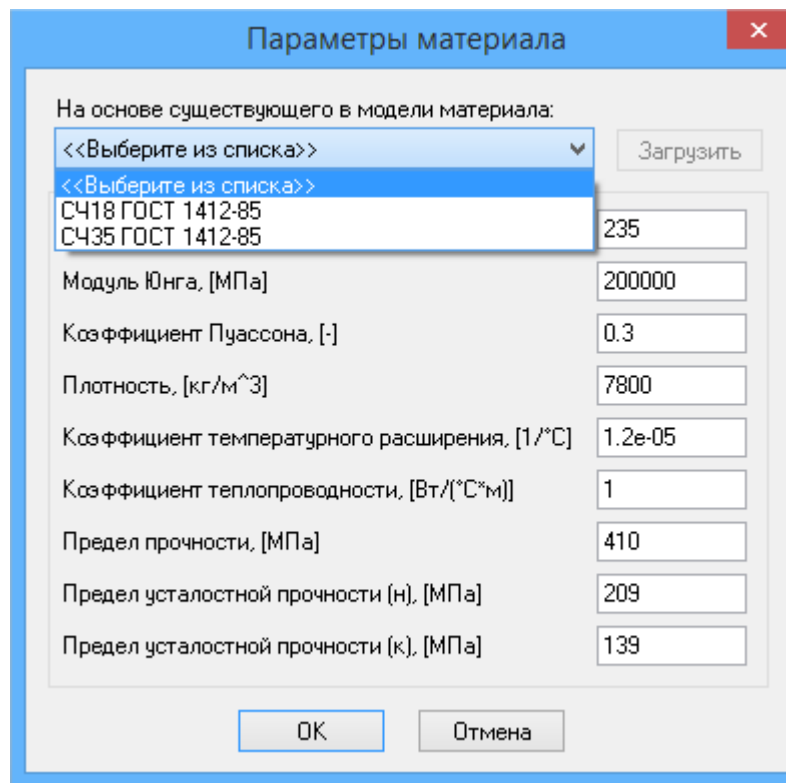 Параметры материала
×
На основе существующего в модели материала:
<<Выберите из списка>> Загрузить
<<Выберите из списка>>
СЧ18 ГОСТ 1412-85
СЧ35 ГОСТ 1412-85
235
Модуль Юнга, [МПа] 200000
Коэффициент Пуассона, [-] 0.3
Плотность, [кг/м^3] 7800
Коэффициент температурного расширения, [1/°C] 1.2e-05
Коэффициент теплопроводности, [Вт/(°C*м)] 1
Предел прочности, [МПа] 410
Предел усталостной прочности (н), [МПа] 209
Предел усталостной прочности (к), [МПа] 139
OK Отмена